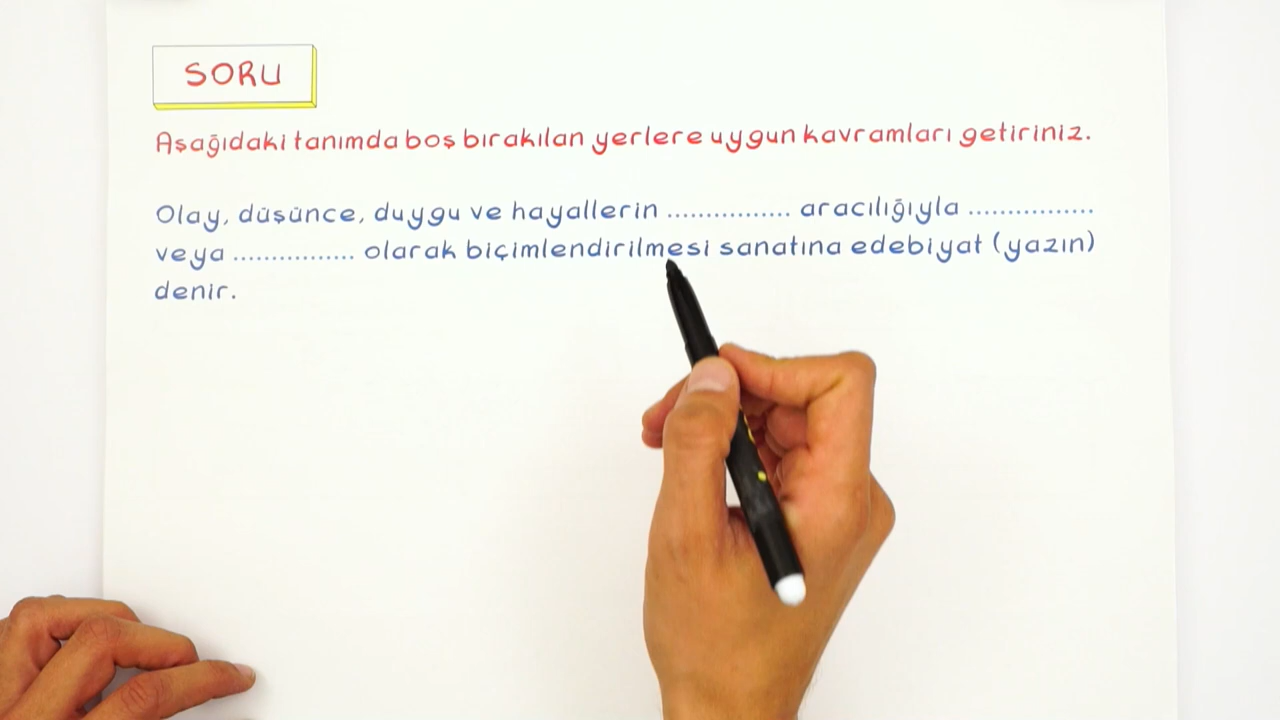 SORU
Aşağıdaki tanımda boş bırakılan yerlere uygun kavramları getiriniz.
Olay, düşünce, duygu ve hayallerin ................ aracılığıyla ................
veya ................ olarak biçimlendirilmesi sanatına edebiyat (yazın)
denir.